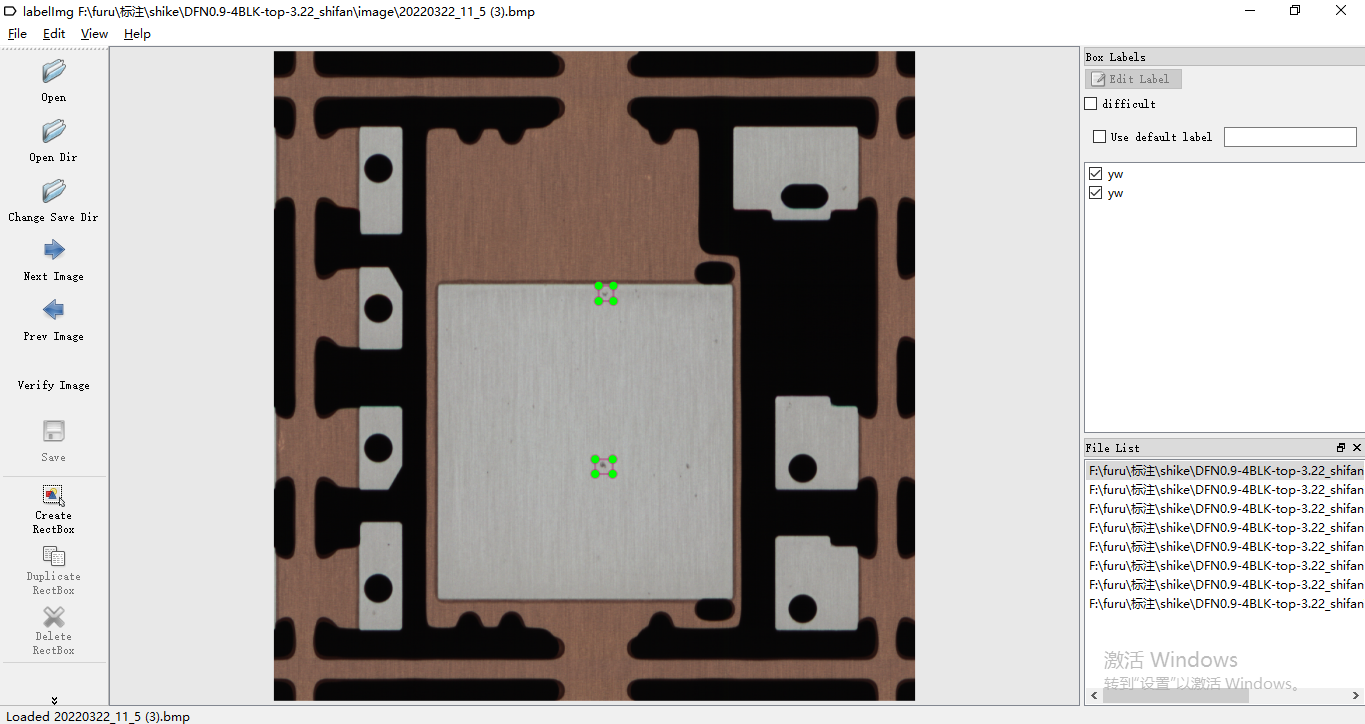 labelImg F:\furu\标注\shike\DFN0.9-4BLK-top-3.22_shifan\image\20220322_11_5 (3).bmp
File Edit View Help
Open
Open Dir
Change Save Dir
Next Image
Prev Image
Verify Image
Save
Create
RectBox
Duplicate
RectBox
Delete
RectBox
Box Labels
Edit Label
difficult
Use default label
yw
yw
File List
F:\furu\标注\shike\DFN0.9-4BLK-top-3.22_shifan
F:\furu\标注\shike\DFN0.9-4BLK-top-3.22_shifan
F:\furu\标注\shike\DFN0.9-4BLK-top-3.22_shifan
F:\furu\标注\shike\DFN0.9-4BLK-top-3.22_shifan
F:\furu\标注\shike\DFN0.9-4BLK-top-3.22_shifan
F:\furu\标注\shike\DFN0.9-4BLK-top-3.22_shifan
F:\furu\标注\shike\DFN0.9-4BLK-top-3.22_shifan
F:\furu\标注\shike\DFN0.9-4BLK-top-3.22_shifan
激活 Windows
转到"设置"以激活 Windows。
Loaded 20220322_11_5 (3).bmp